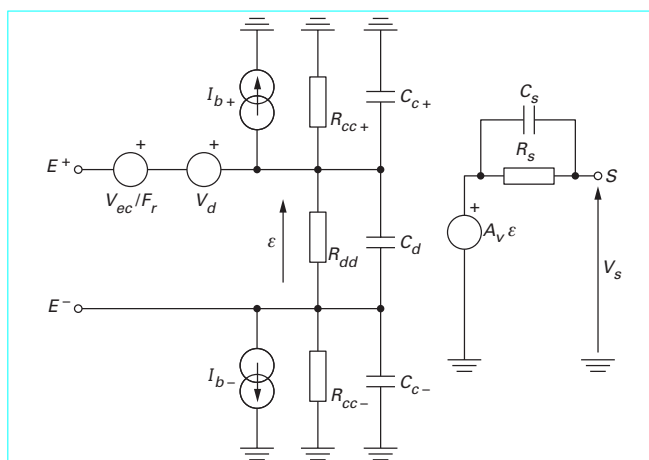 I_b+
R_cc+
C_c+
C_s
R_s
E^+
+
+
S
V_ec/F_r
V_d
ε
R_dd
C_d
+
A_v ε
V_s
E^-
I_b-
R_cc-
C_c-